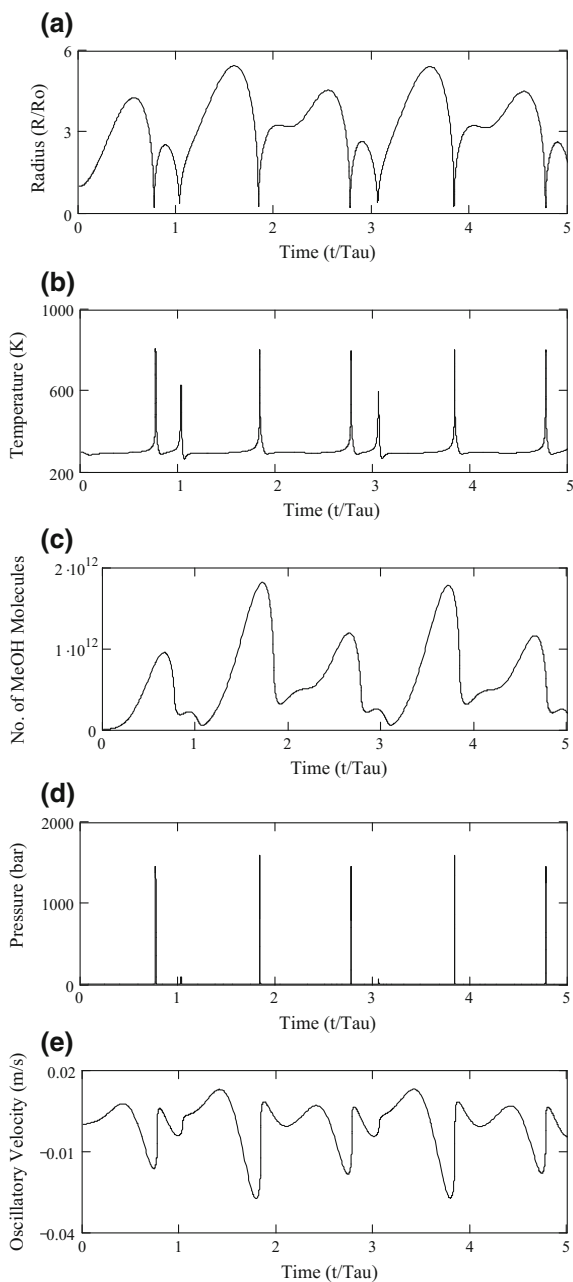 (a)
6
3
0
Radius (R/Ro)
0 1 2 3 4 5
Time (t/Tau)
(b)
1000
600
200
Temperature (K)
0 1 2 3 4 5
Time (t/Tau)
(c)
2·10¹²
1·10¹²
0
No. of MeOH Molecules
0 1 2 3 4 5
Time (t/Tau)
(d)
2000
1000
0
Pressure (bar)
0 1 2 3 4 5
Time (t/Tau)
(e)
0.02
−0.01
−0.04
Oscillatory Velocity (m/s)
0 1 2 3 4 5
Time (t/Tau)